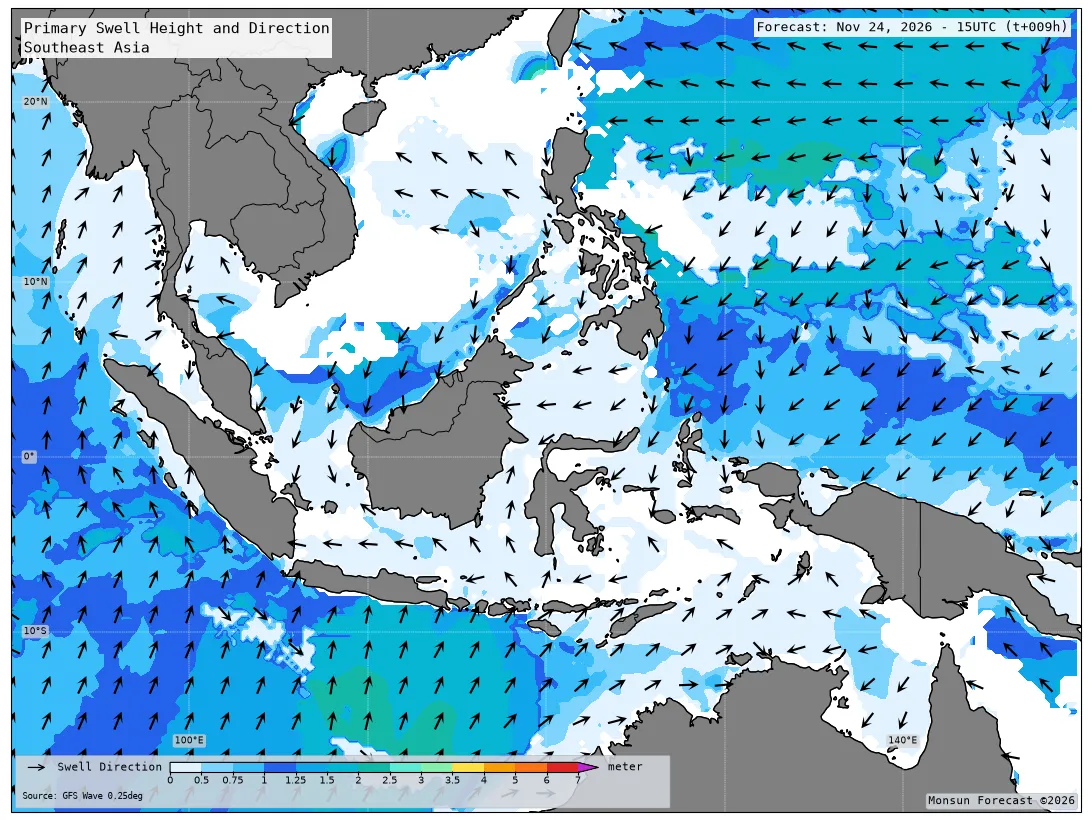 Primary Swell Height and Direction
Southeast Asia
Forecast: Nov 24, 2026 - 15UTC (t+009h)
20°N
10°N
0°
10°S
100°E
140°E
Swell Direction
meter
0 0.5 0.75 1 1.25 1.5 2 2.5 3 3.5 4 5 6 7
Source: GFS Wave 0.25deg
Monsun Forecast ©2026